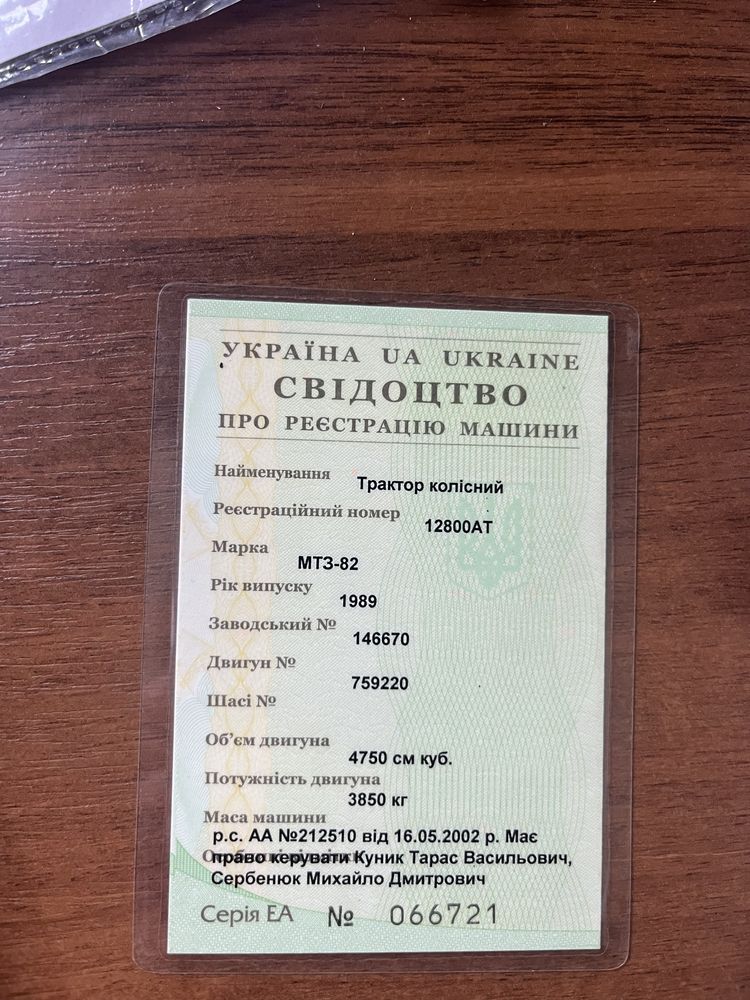 УКРАЇНА UA UKRAINE
СВІДОЦТВО
ПРО РЕЄСТРАЦІЮ МАШИНИ
Найменування
Трактор колісний
Реєстраційний номер
12800АТ
Марка
МТЗ-82
Рік випуску
1989
Заводський №
146670
Двигун №
759220
Шасі №
Об'єм двигуна
4750 см куб.
Потужність двигуна
3850 кг
Маса машини
р.с. АА №212510 від 16.05.2002 р. Має
право керувати Куник Тарас Васильович,
Сербенюк Михайло Дмитрович
Серія ЕА № 066721